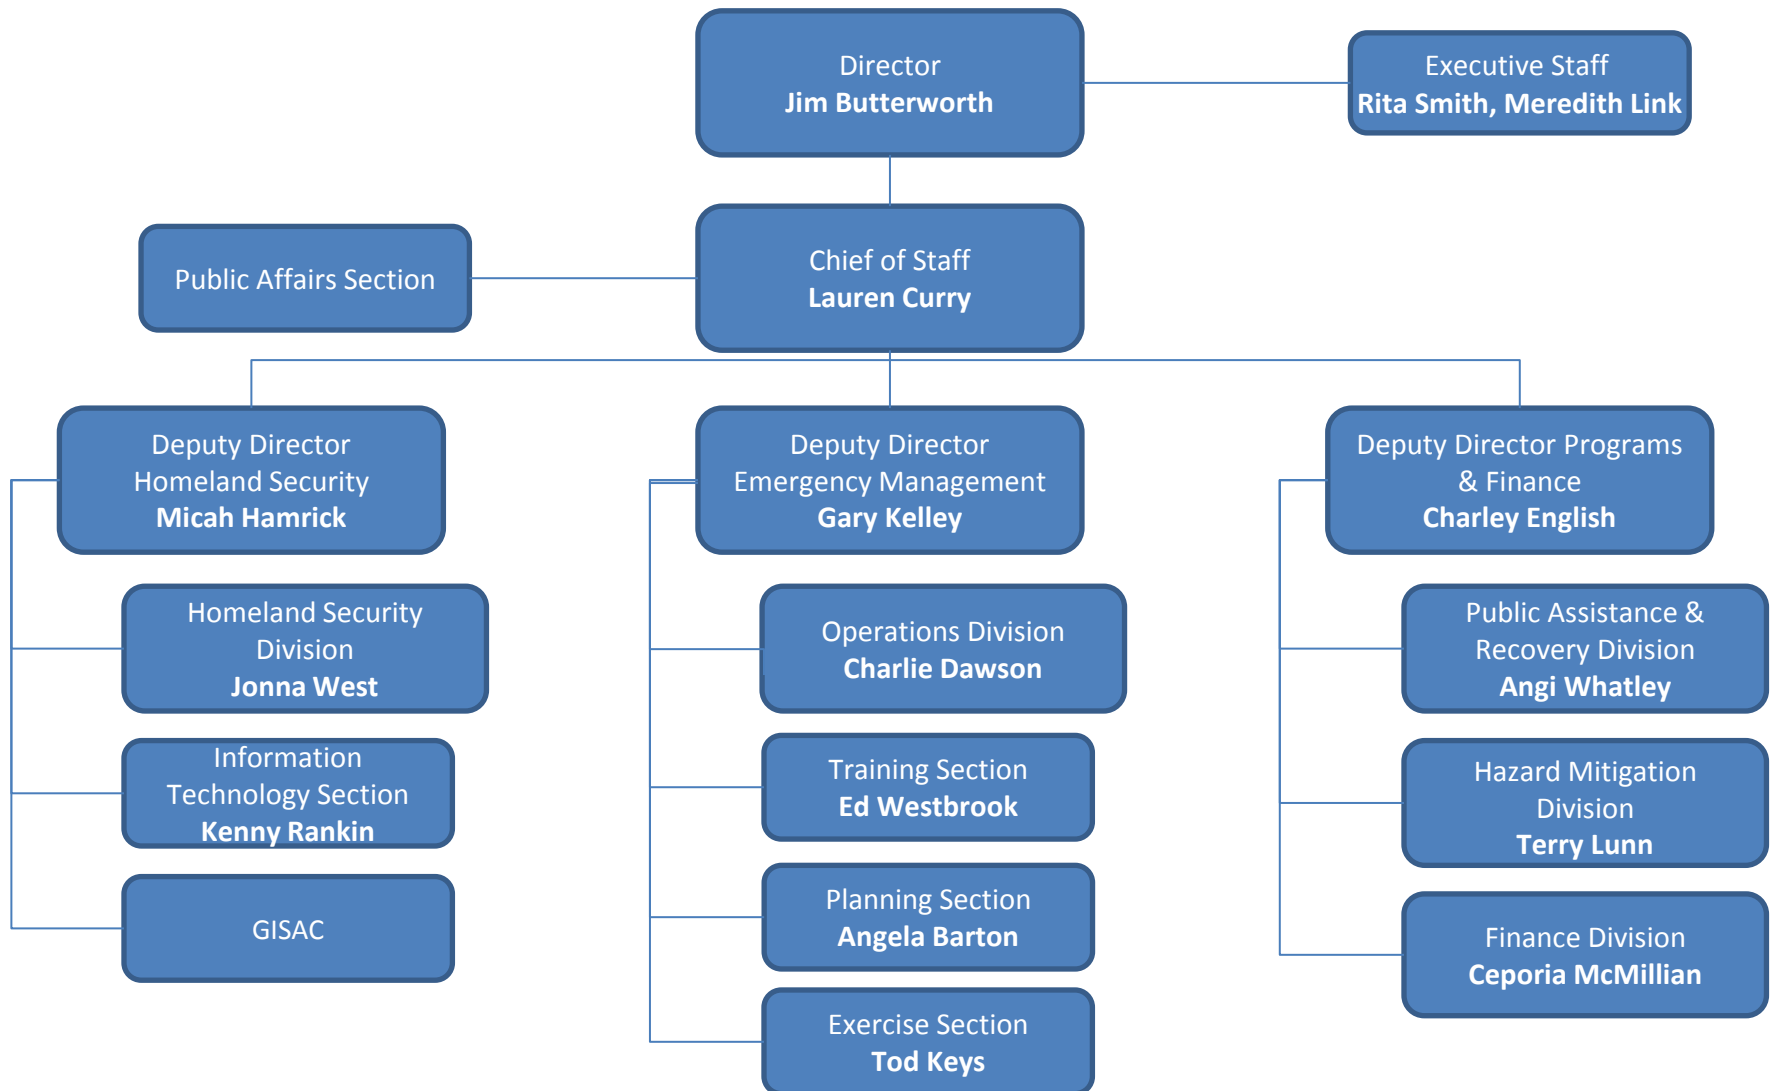 Director
Jim Butterworth
Executive Staff
Rita Smith, Meredith Link
Public Affairs Section
Chief of Staff
Lauren Curry
Deputy Director
Homeland Security
Micah Hamrick
Deputy Director
Emergency Management
Gary Kelley
Deputy Director Programs
& Finance
Charley English
Homeland Security
Division
Jonna West
Information
Technology Section
Kenny Rankin
GISAC
Operations Division
Charlie Dawson
Training Section
Ed Westbrook
Planning Section
Angela Barton
Exercise Section
Tod Keys
Public Assistance &
Recovery Division
Angi Whatley
Hazard Mitigation
Division
Terry Lunn
Finance Division
Ceporia McMillian